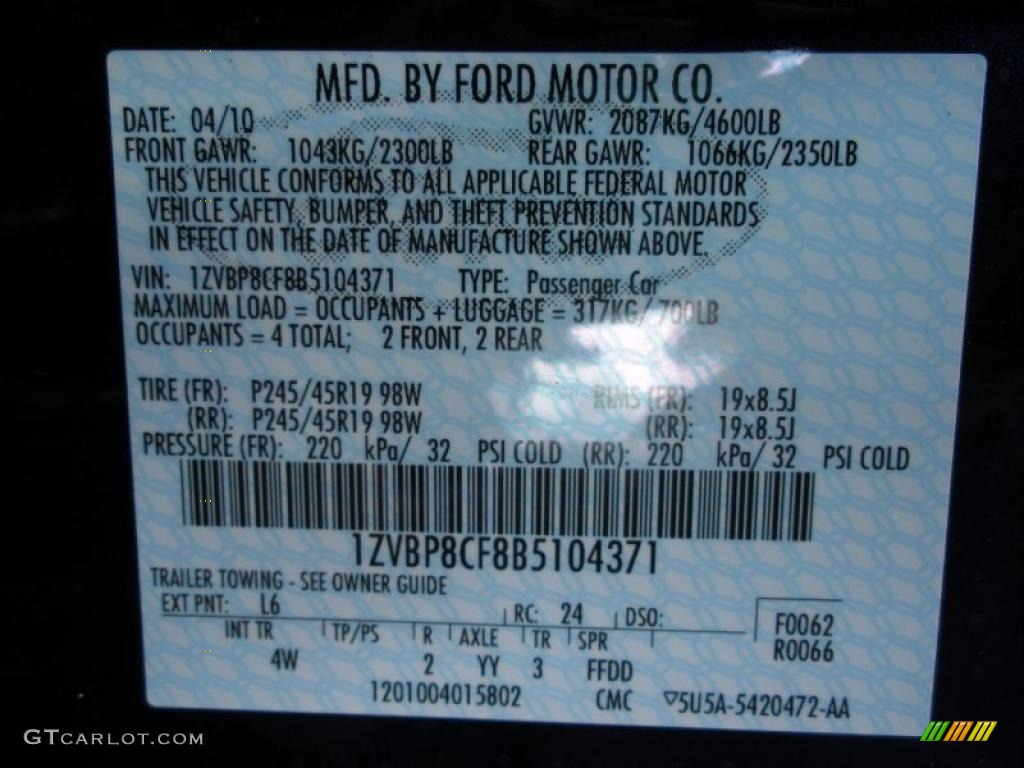 MFD. BY FORD MOTOR CO.
DATE: 04/10 GVWR: 2087KG/4600LB
FRONT GAWR: 1043KG/2300LB REAR GAWR: 1066KG/2350LB
THIS VEHICLE CONFORMS TO ALL APPLICABLE FEDERAL MOTOR
VEHICLE SAFETY, BUMPER, AND THEFT PREVENTION STANDARDS
IN EFFECT ON THE DATE OF MANUFACTURE SHOWN ABOVE.
VIN: 1ZVBP8CF8B5104371 TYPE: Passenger Car
MAXIMUM LOAD = OCCUPANTS + LUGGAGE = 317KG/ 700LB
OCCUPANTS = 4 TOTAL; 2 FRONT, 2 REAR
TIRE (FR): P245/45R19 98W RIMS (FR): 19x8.5J
(RR): P245/45R19 98W (RR): 19x8.5J
PRESSURE (FR): 220 kPa/ 32 PSI COLD (RR): 220 kPa/ 32 PSI COLD
1ZVBP8CF8B5104371
TRAILER TOWING - SEE OWNER GUIDE
EXT PNT: L6 RC: 24 DSO:
INT TR TP/PS R AXLE TR SPR F0062
4W 2 YY 3 FFDD R0066
1201004015802 CMC ▽5U5A-5420472-AA
GTCARLOT.COM